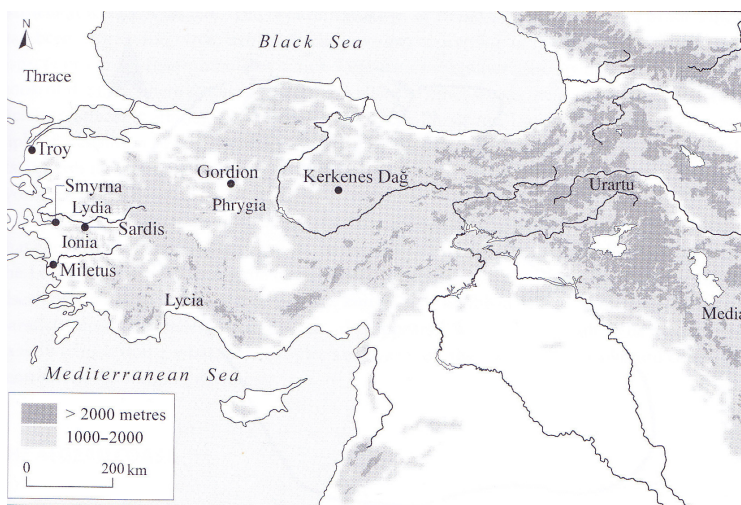 N
Black Sea
Thrace
Troy
Gordion
Kerkenes Dağ
Smyrna
Phrygia
Urartu
Lydia
Sardis
Ionia
Miletus
Lycia
Media
Mediterranean Sea
> 2000 metres
1000–2000
0 200 km